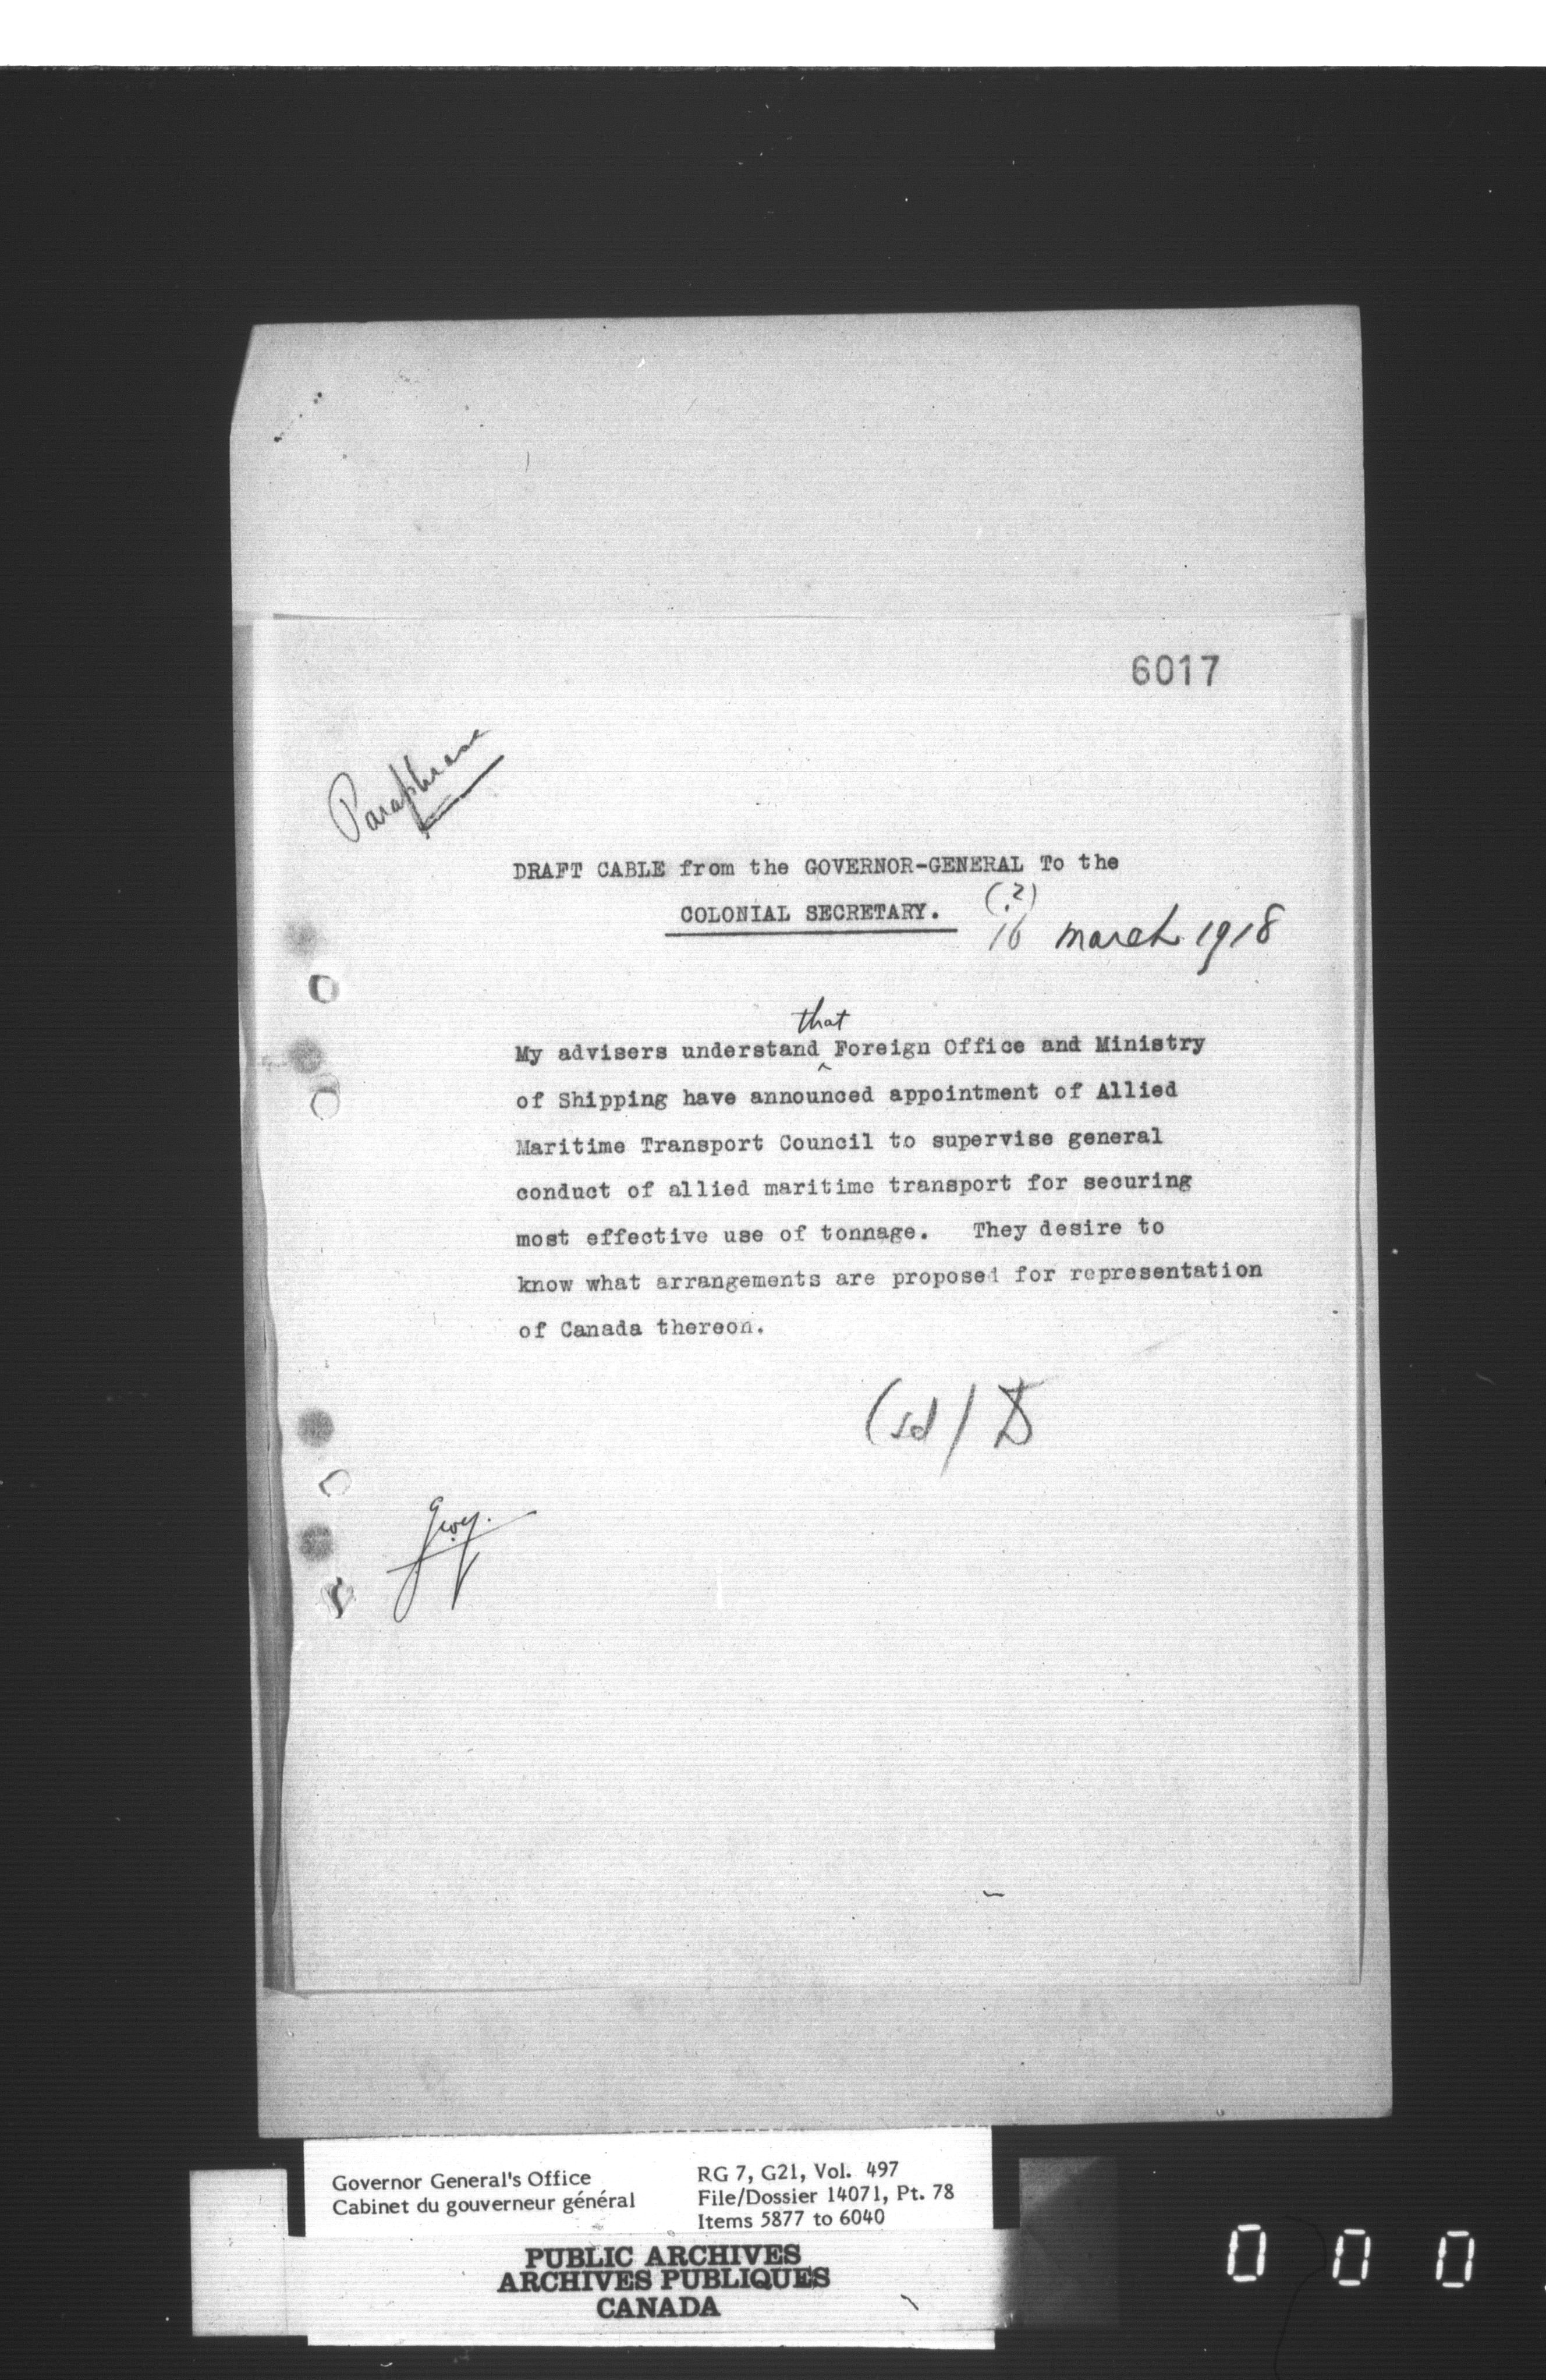 6017
Paraphrase
DRAFT CABLE from the GOVERNOR-GENERAL To the
COLONIAL SECRETARY.
(?)
16 march 1918
that
My advisers understand ^ Foreign Office and Ministry
of Shipping have announced appointment of Allied
Maritime Transport Council to supervise general
conduct of allied maritime transport for securing
most effective use of tonnage. They desire to
know what arrangements are proposed for representation
of Canada thereon.
(sd/ D
Governor General's Office
Cabinet du gouverneur général
RG 7, G21, Vol. 497
File/Dossier 14071, Pt. 78
Items 5877 to 6040
PUBLIC ARCHIVES
ARCHIVES PUBLIQUES
CANADA
0 0 0